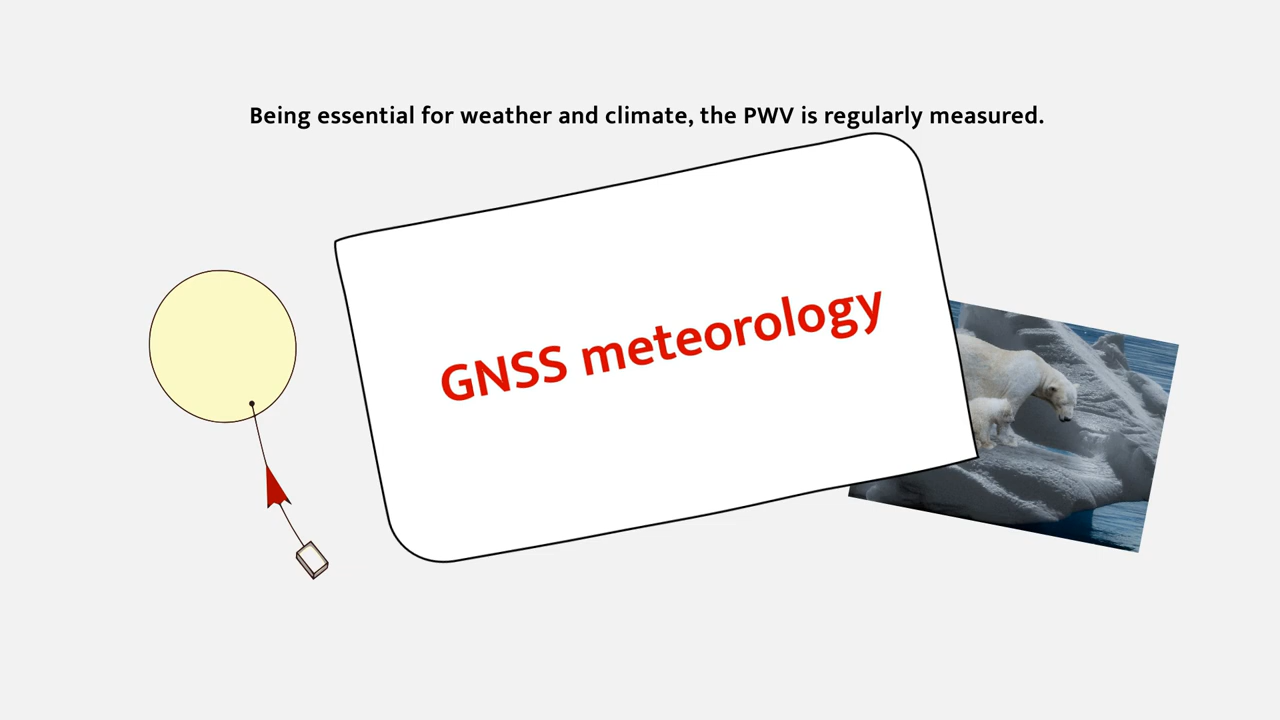 Being essential for weather and climate, the PWV is regularly measured.
GNSS meteorology